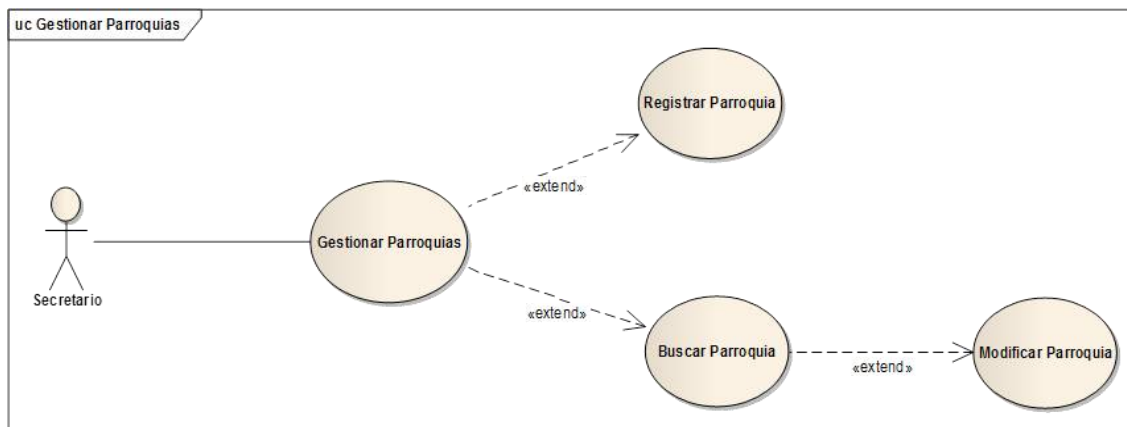 uc Gestionar Parroquias
Registrar Parroquia
«extend»
Gestionar Parroquias
Secretario
«extend»
Buscar Parroquia
«extend»
Modificar Parroquia